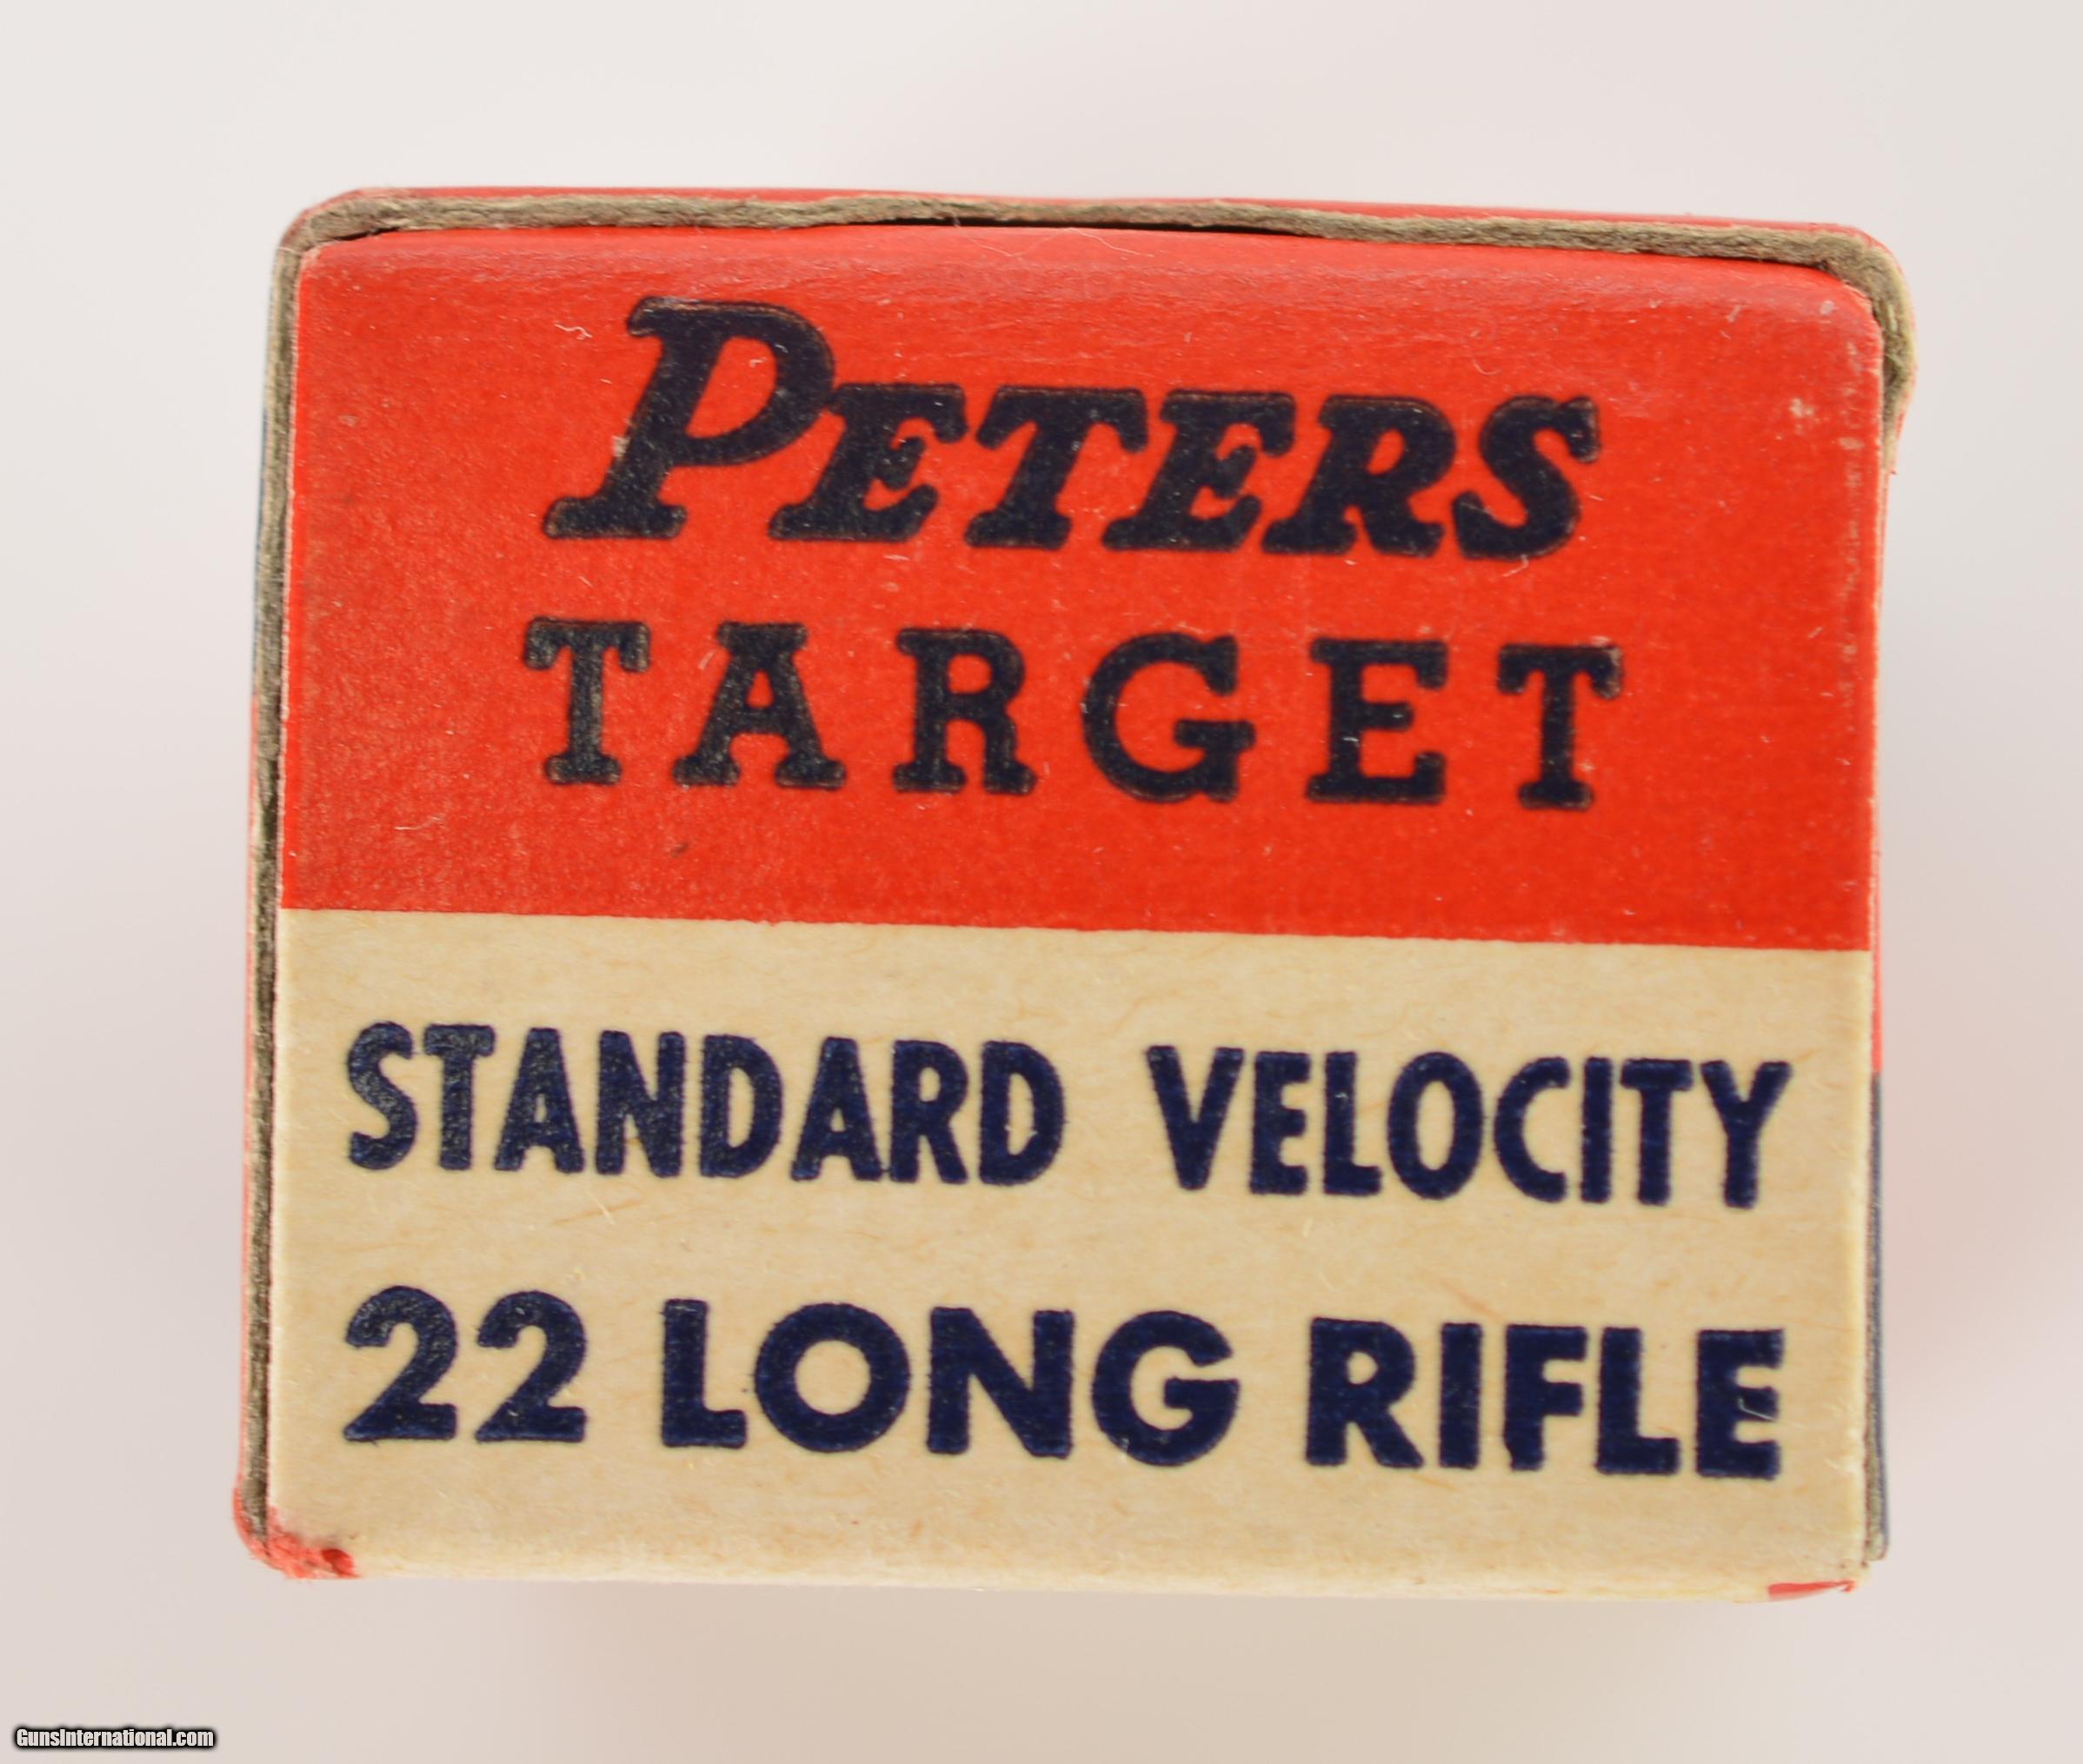 PETERS
TARGET
STANDARD VELOCITY
22 LONG RIFLE
GunsInternational.com